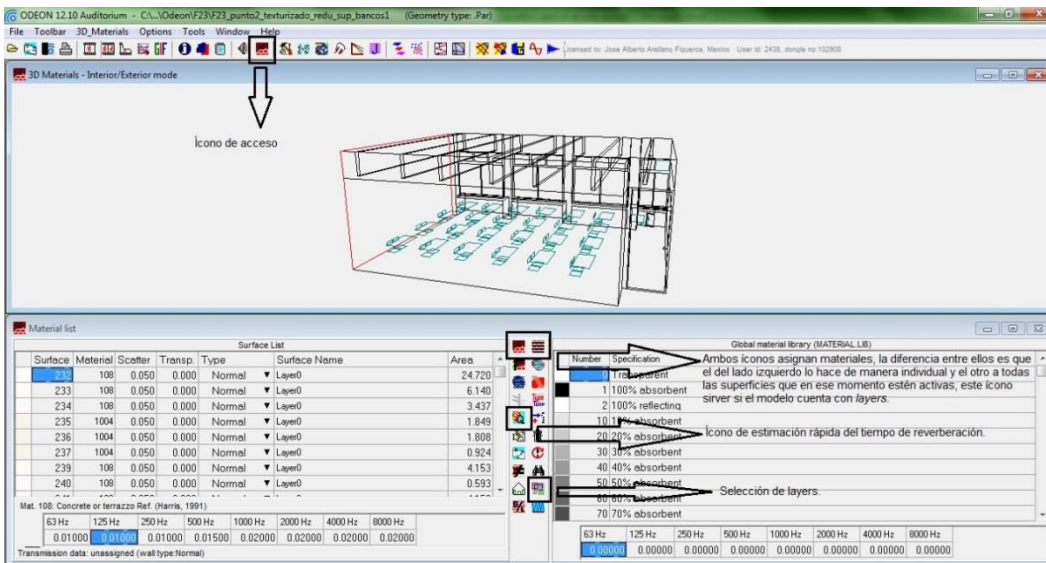 ODEON 12.10 Auditorium - C:\...\Odeon\F23\F23_punto2_texturizado_redu_sup_bancos1 (Geometry type: .Par)
File Toolbar 3D_Materials Options Tools Window Help
Licensed to: Jose Alberto Arellano Figueroa, Mexico User id: 2438, dongle no:102908
3D Materials - Interior/Exterior mode
Ícono de acceso
Material list
Surface List
Surface Material Scatter Transp. Type Surface Name Area
232 108 0.050 0.000 Normal Layer0 24.720
233 108 0.050 0.000 Normal Layer0 6.140
234 108 0.050 0.000 Normal Layer0 3.437
235 1004 0.050 0.000 Normal Layer0 1.849
236 1004 0.050 0.000 Normal Layer0 1.808
237 1004 0.050 0.000 Normal Layer0 0.924
239 108 0.050 0.000 Normal Layer0 4.153
240 108 0.050 0.000 Normal Layer0 0.593
Mat. 108: Concrete or terrazzo Ref. (Harris, 1991)
63 Hz 125 Hz 250 Hz 500 Hz 1000 Hz 2000 Hz 4000 Hz 8000 Hz
0.01000 0.01000 0.01000 0.01500 0.02000 0.02000 0.02000 0.02000
Transmission data: unassigned (wall type:Normal)
Global material library (MATERIAL.LIB)
Number Specification
Transparent
1 100% absorbent
2 100% reflecting
10 10% absorbent
20 20% absorbent
30 30% absorbent
40 40% absorbent
50 50% absorbent
60 60% absorbent
70 70% absorbent
Ambos íconos asignan materiales, la diferencia entre ellos es que
el del lado izquierdo lo hace de manera individual y el otro a todas
las superficies que en ese momento estén activas, este ícono
sirver si el modelo cuenta con layers.
Ícono de estimación rápida del tiempo de reverberación.
Selección de layers.
63 Hz 125 Hz 250 Hz 500 Hz 1000 Hz 2000 Hz 4000 Hz 8000 Hz
0.00000 0.00000 0.00000 0.00000 0.00000 0.00000 0.00000 0.00000